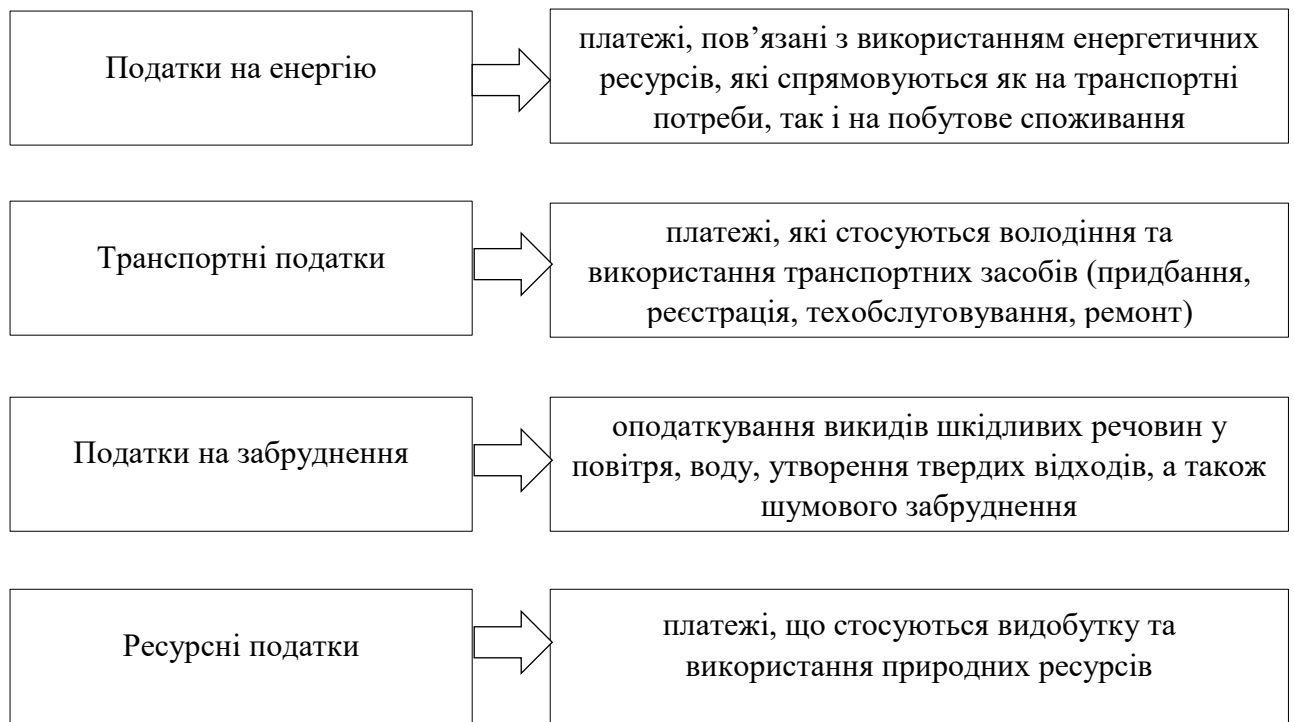 Податки на енергію
платежі, пов’язані з використанням енергетичних
ресурсів, які спрямовуються як на транспортні
потреби, так і на побутове споживання
Транспортні податки
платежі, які стосуються володіння та
використання транспортних засобів (придбання,
реєстрація, техобслуговування, ремонт)
Податки на забруднення
оподаткування викидів шкідливих речовин у
повітря, воду, утворення твердих відходів, а також
шумового забруднення
Ресурсні податки
платежі, що стосуються видобутку та
використання природних ресурсів